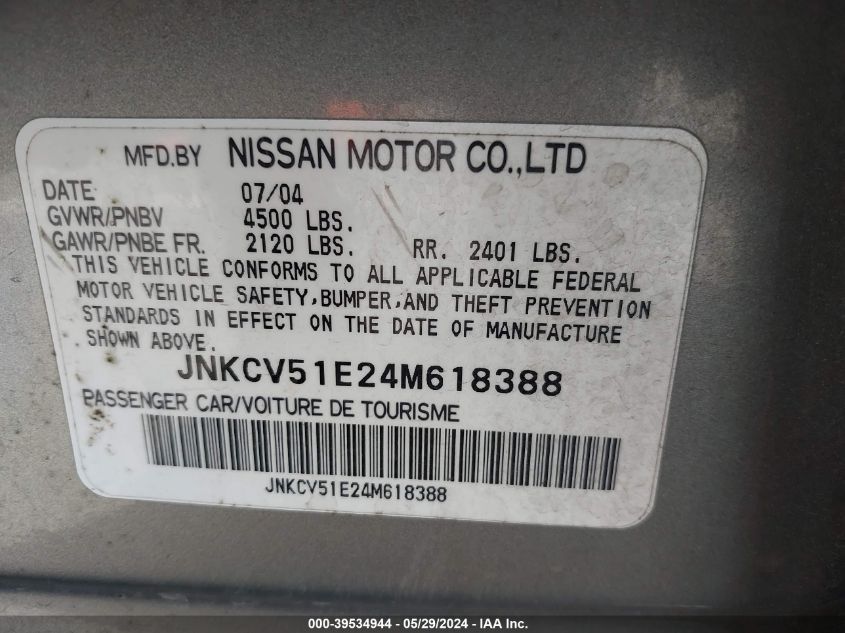 MFD.BY NISSAN MOTOR CO.,LTD
DATE 07/04
GVWR/PNBV 4500 LBS.
GAWR/PNBE FR. 2120 LBS. RR. 2401 LBS.
THIS VEHICLE CONFORMS TO ALL APPLICABLE FEDERAL
MOTOR VEHICLE SAFETY,BUMPER,AND THEFT PREVENTION
STANDARDS IN EFFECT ON THE DATE OF MANUFACTURE
SHOWN ABOVE.
JNKCV51E24M618388
PASSENGER CAR/VOITURE DE TOURISME
JNKCV51E24M618388
000-39534944 - 05/29/2024 - IAA Inc.